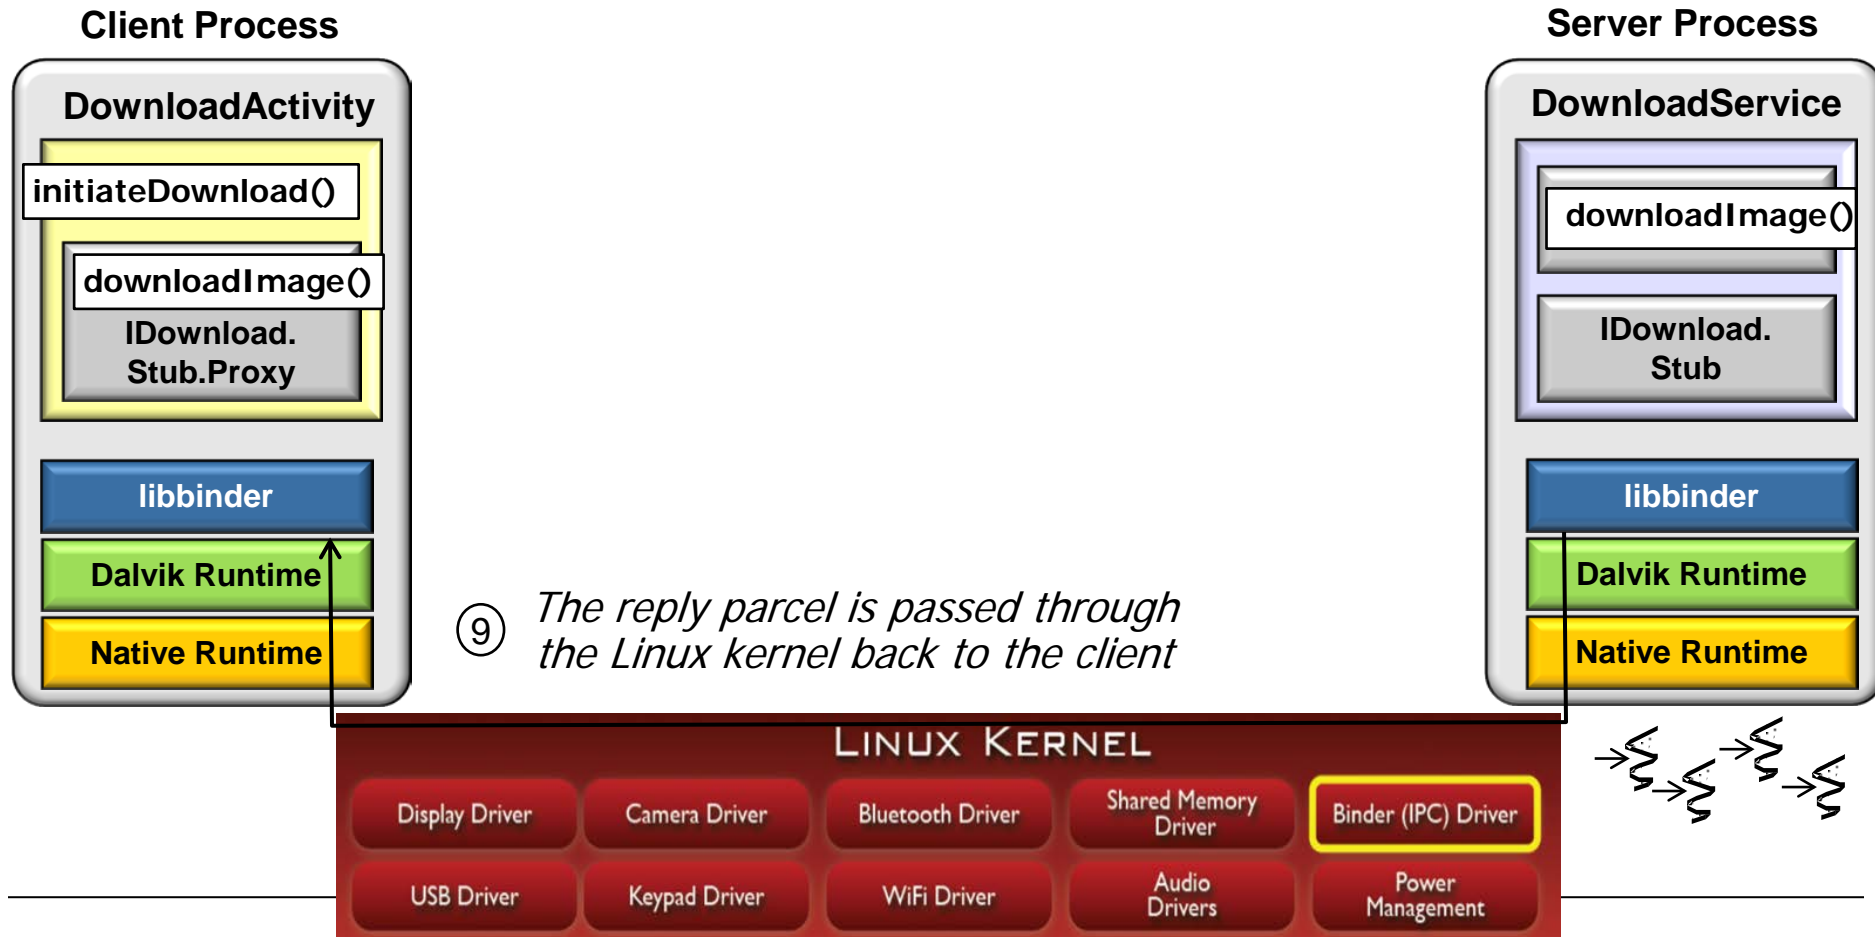 Client Process
DownloadActivity
initiateDownload()
downloadImage()
IDownload.
Stub.Proxy
libbinder
Dalvik Runtime
Native Runtime
Server Process
DownloadService
downloadImage()
IDownload.
Stub
libbinder
Dalvik Runtime
Native Runtime
9
The reply parcel is passed through
the Linux kernel back to the client
LINUX KERNEL
Display Driver
Camera Driver
Bluetooth Driver
Shared Memory
Driver
Binder (IPC) Driver
USB Driver
Keypad Driver
WiFi Driver
Audio
Drivers
Power
Management